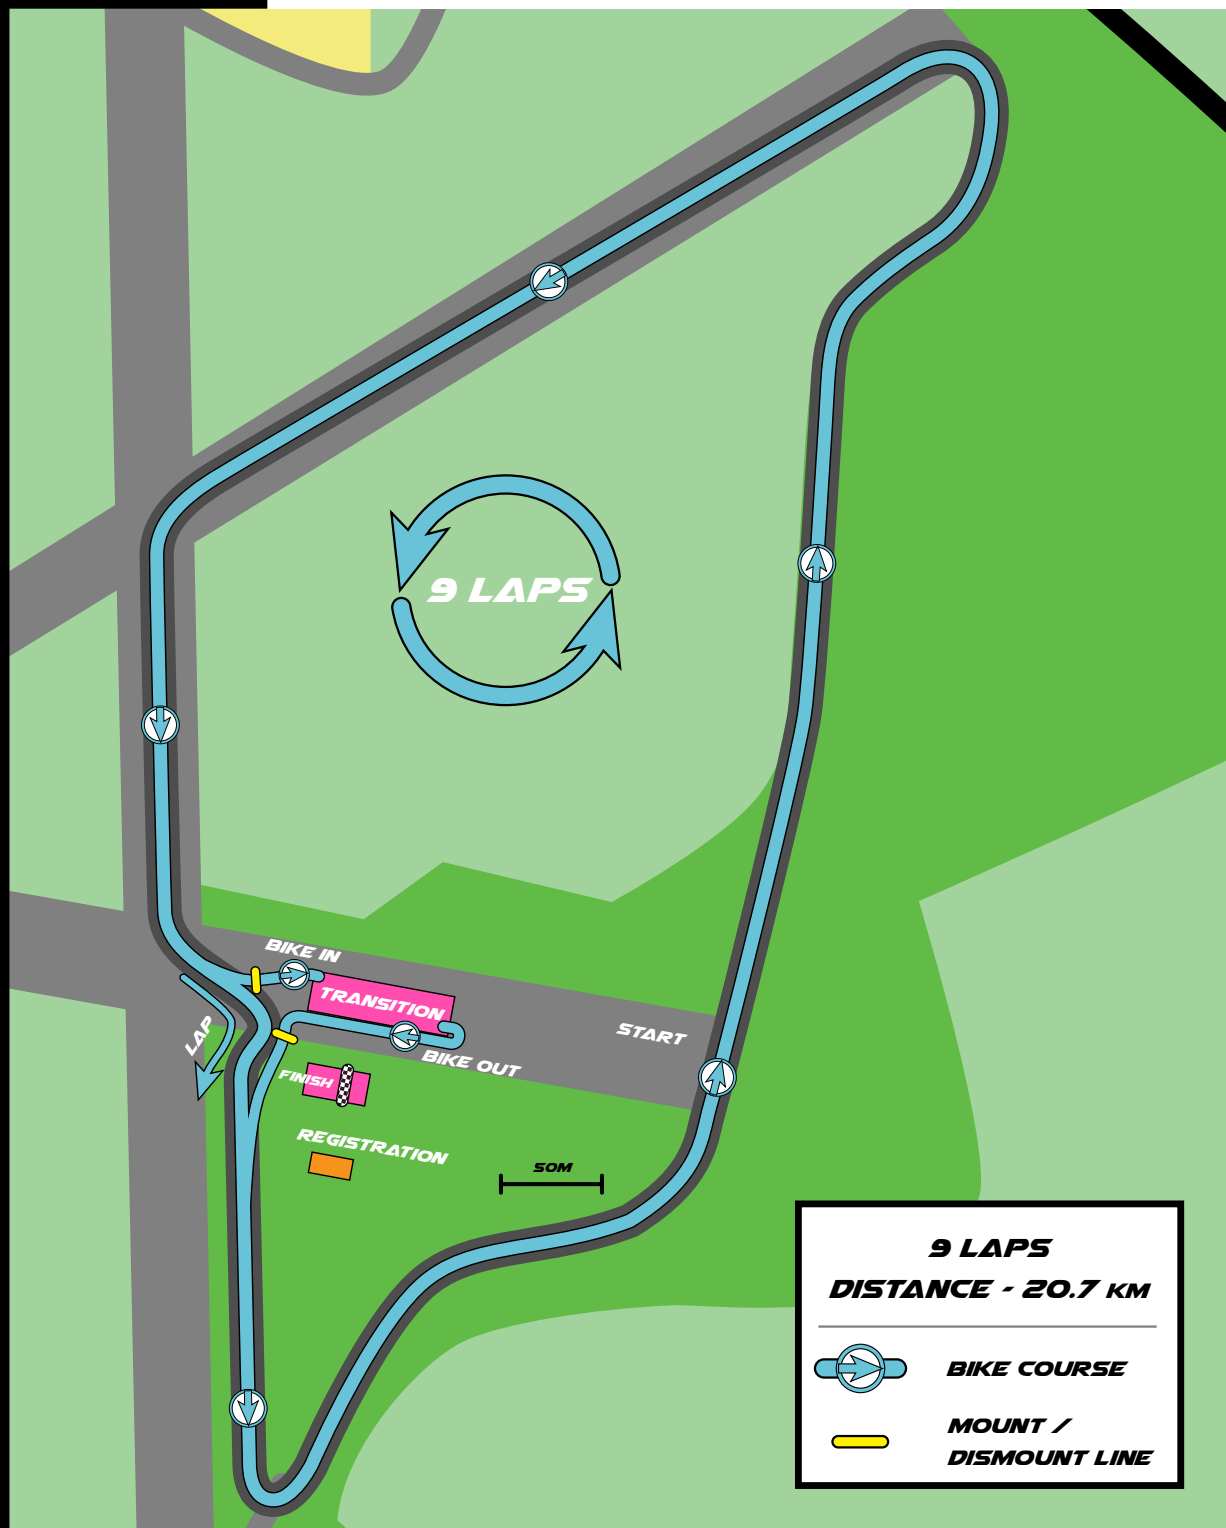 9 LAPS
BIKE IN
TRANSITION
START
LAP
BIKE OUT
FINISH
REGISTRATION
50M
9 LAPS
DISTANCE - 20.7 KM
BIKE COURSE
MOUNT /
DISMOUNT LINE